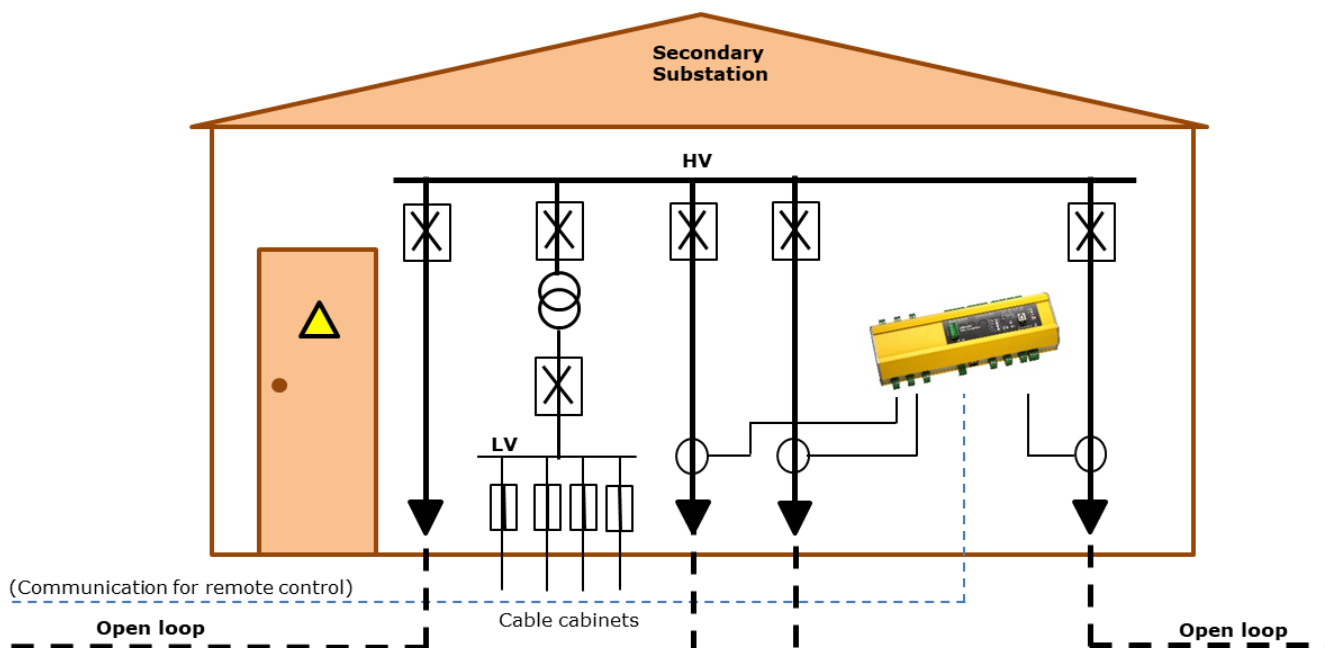 Secondary
Substation
HV
LV
(Communication for remote control)
Cable cabinets
Open loop
Open loop